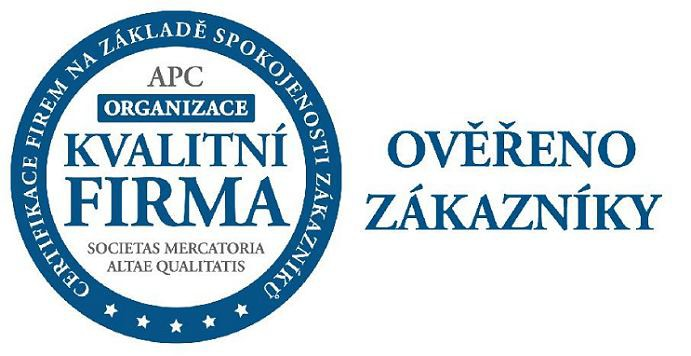 CERTIFIKACE FIREM NA ZÁKLADĚ SPOKOJENOSTI ZÁKAZNÍKŮ
APC
ORGANIZACE
KVALITNÍ
FIRMA
SOCIETAS MERCATORIA
ALTAE QUALITATIS
OVĚŘENO
ZÁKAZNÍKY